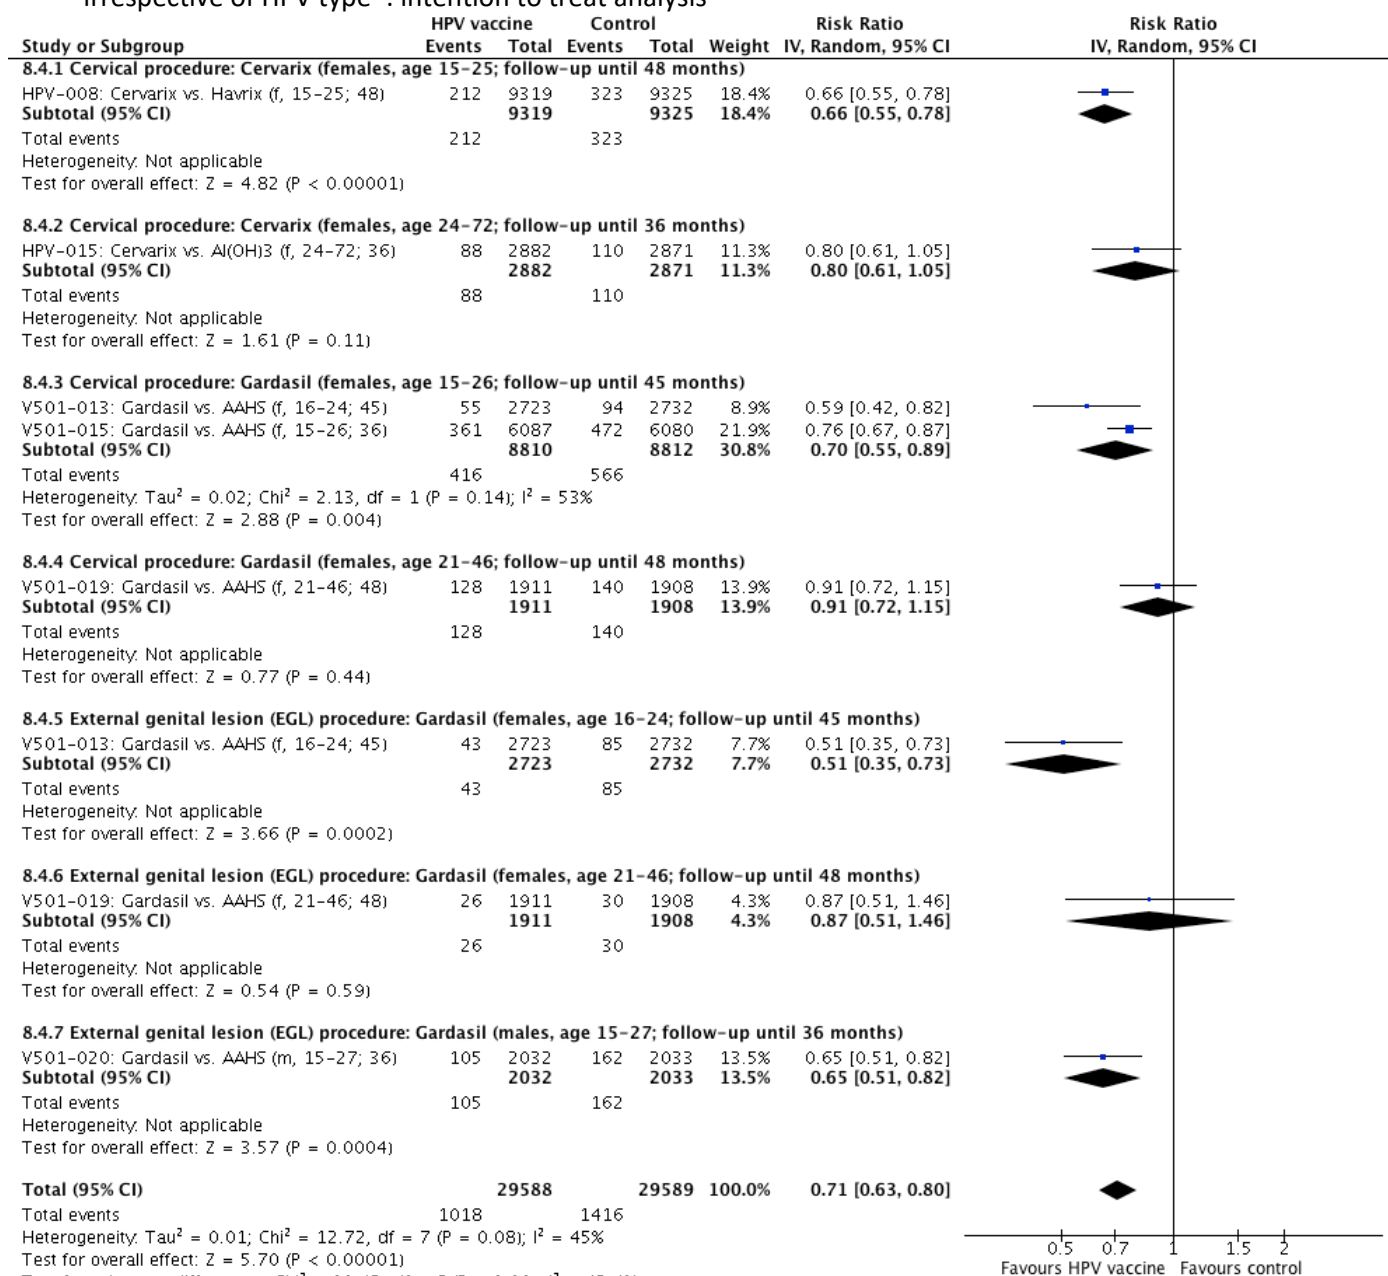 irrespective of HPV type : intention to treat analysis
HPV vaccine Control Risk Ratio Risk Ratio
Study or Subgroup Events Total Events Total Weight IV, Random, 95% CI IV, Random, 95% CI
8.4.1 Cervical procedure: Cervarix (females, age 15-25; follow-up until 48 months)
HPV-008: Cervarix vs. Havrix (f, 15-25; 48) 212 9319 323 9325 18.4% 0.66 [0.55, 0.78]
Subtotal (95% CI) 9319 9325 18.4% 0.66 [0.55, 0.78]
Total events 212 323
Heterogeneity: Not applicable
Test for overall effect: Z = 4.82 (P < 0.00001)
8.4.2 Cervical procedure: Cervarix (females, age 24-72; follow-up until 36 months)
HPV-015: Cervarix vs. Al(OH)3 (f, 24-72; 36) 88 2882 110 2871 11.3% 0.80 [0.61, 1.05]
Subtotal (95% CI) 2882 2871 11.3% 0.80 [0.61, 1.05]
Total events 88 110
Heterogeneity: Not applicable
Test for overall effect: Z = 1.61 (P = 0.11)
8.4.3 Cervical procedure: Gardasil (females, age 15-26; follow-up until 45 months)
V501-013: Gardasil vs. AAHS (f, 16-24; 45) 55 2723 94 2732 8.9% 0.59 [0.42, 0.82]
V501-015: Gardasil vs. AAHS (f, 15-26; 36) 361 6087 472 6080 21.9% 0.76 [0.67, 0.87]
Subtotal (95% CI) 8810 8812 30.8% 0.70 [0.55, 0.89]
Total events 416 566
Heterogeneity: Tau² = 0.02; Chi² = 2.13, df = 1 (P = 0.14); I² = 53%
Test for overall effect: Z = 2.88 (P = 0.004)
8.4.4 Cervical procedure: Gardasil (females, age 21-46; follow-up until 48 months)
V501-019: Gardasil vs. AAHS (f, 21-46; 48) 128 1911 140 1908 13.9% 0.91 [0.72, 1.15]
Subtotal (95% CI) 1911 1908 13.9% 0.91 [0.72, 1.15]
Total events 128 140
Heterogeneity: Not applicable
Test for overall effect: Z = 0.77 (P = 0.44)
8.4.5 External genital lesion (EGL) procedure: Gardasil (females, age 16-24; follow-up until 45 months)
V501-013: Gardasil vs. AAHS (f, 16-24; 45) 43 2723 85 2732 7.7% 0.51 [0.35, 0.73]
Subtotal (95% CI) 2723 2732 7.7% 0.51 [0.35, 0.73]
Total events 43 85
Heterogeneity: Not applicable
Test for overall effect: Z = 3.66 (P = 0.0002)
8.4.6 External genital lesion (EGL) procedure: Gardasil (females, age 21-46; follow-up until 48 months)
V501-019: Gardasil vs. AAHS (f, 21-46; 48) 26 1911 30 1908 4.3% 0.87 [0.51, 1.46]
Subtotal (95% CI) 1911 1908 4.3% 0.87 [0.51, 1.46]
Total events 26 30
Heterogeneity: Not applicable
Test for overall effect: Z = 0.54 (P = 0.59)
8.4.7 External genital lesion (EGL) procedure: Gardasil (males, age 15-27; follow-up until 36 months)
V501-020: Gardasil vs. AAHS (m, 15-27; 36) 105 2032 162 2033 13.5% 0.65 [0.51, 0.82]
Subtotal (95% CI) 2032 2033 13.5% 0.65 [0.51, 0.82]
Total events 105 162
Heterogeneity: Not applicable
Test for overall effect: Z = 3.57 (P = 0.0004)
Total (95% CI) 29588 29589 100.0% 0.71 [0.63, 0.80]
Total events 1018 1416
Heterogeneity: Tau² = 0.01; Chi² = 12.72, df = 7 (P = 0.08); I² = 45%
Test for overall effect: Z = 5.70 (P < 0.00001)
0.5 0.7 1 1.5 2
Favours HPV vaccine Favours control